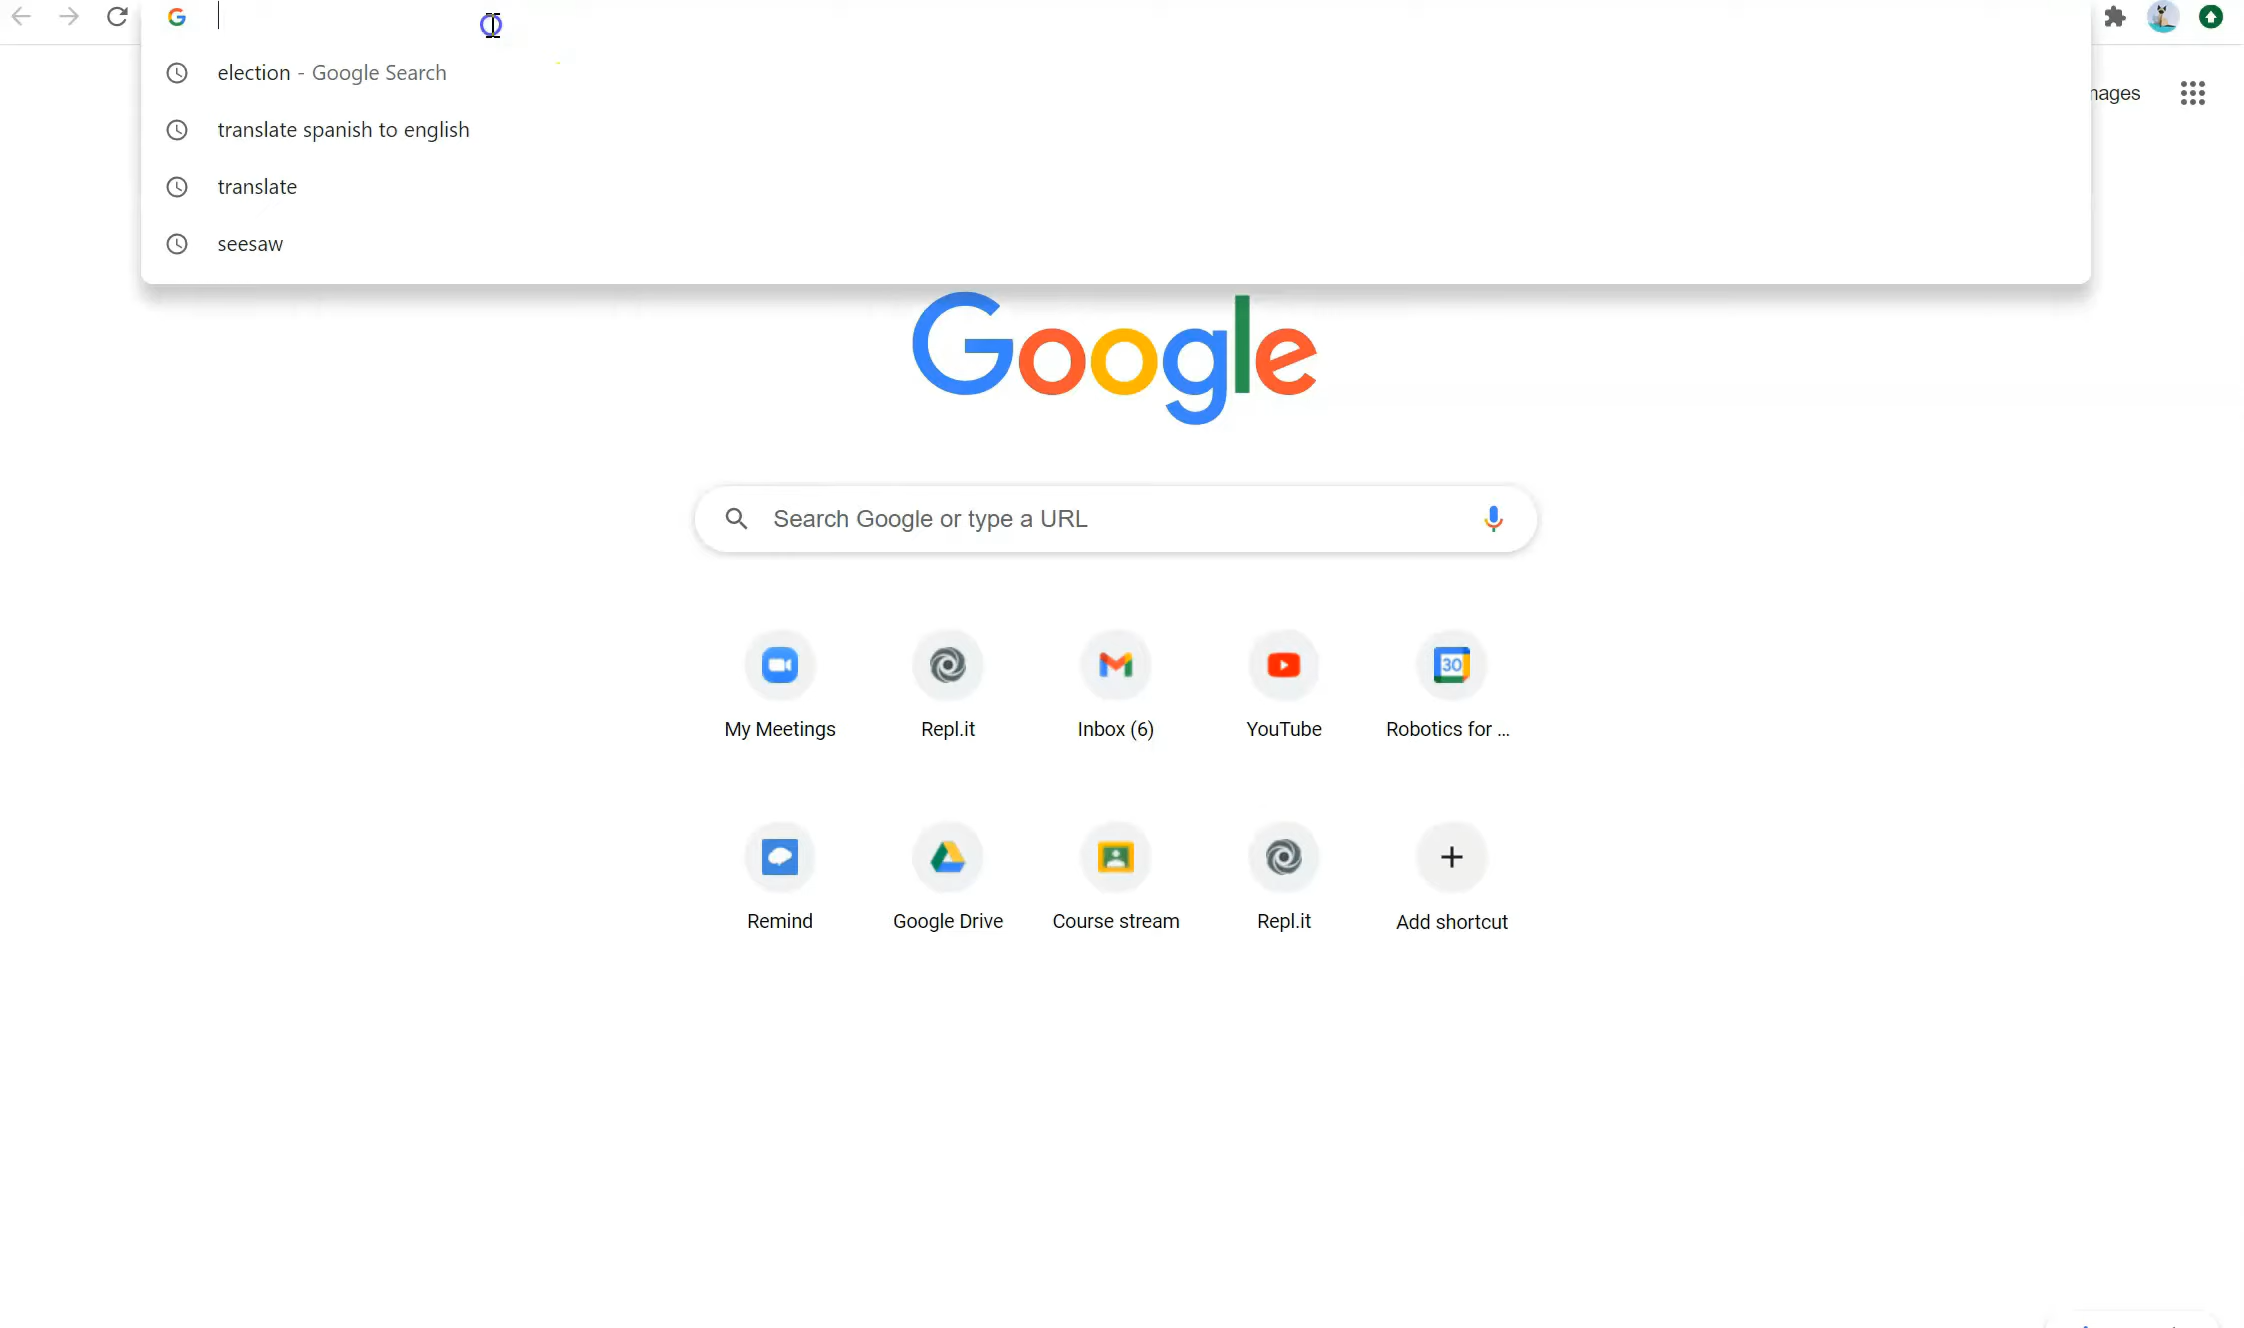 election - Google Search
translate spanish to english
translate
seesaw
Google
Search Google or type a URL
My Meetings
Repl.it
Inbox (6)
YouTube
Robotics for ...
Remind
Google Drive
Course stream
Repl.it
Add shortcut
30